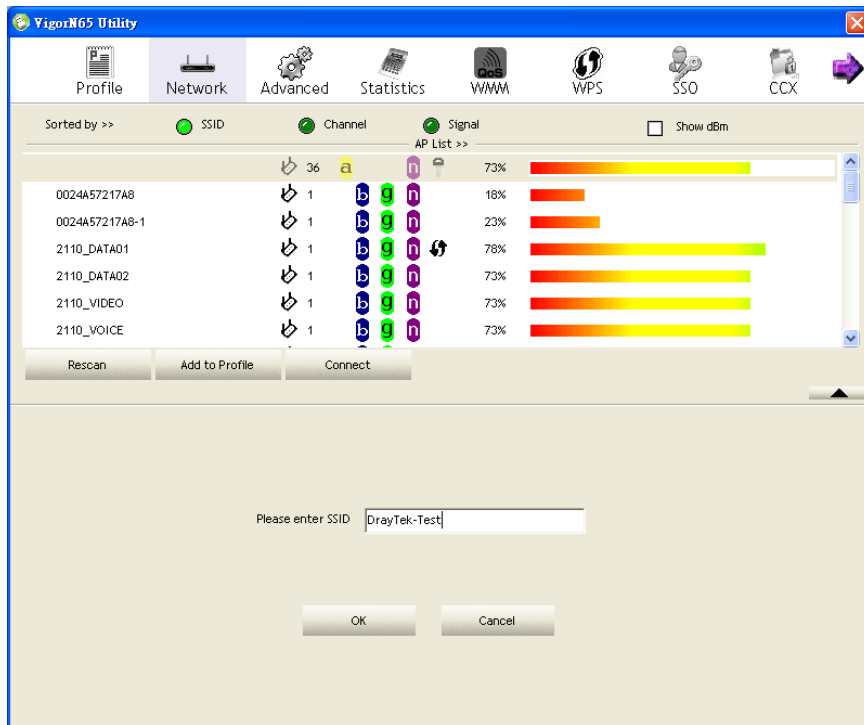 VigorN65 Utility
Profile Network Advanced Statistics QoS WMM WPS SSO CCX
Sorted by >> SSID Channel Signal Show dBm
AP List >>
36 a n 73%
0024A57217A8 1 b g n 18%
0024A57217A8-1 1 b g n 23%
2110_DATA01 1 b g n 78%
2110_DATA02 1 b g n 73%
2110_VIDEO 1 b g n 73%
2110_VOICE 1 b g n 73%
Rescan Add to Profile Connect
Please enter SSID DrayTek-Test
OK Cancel